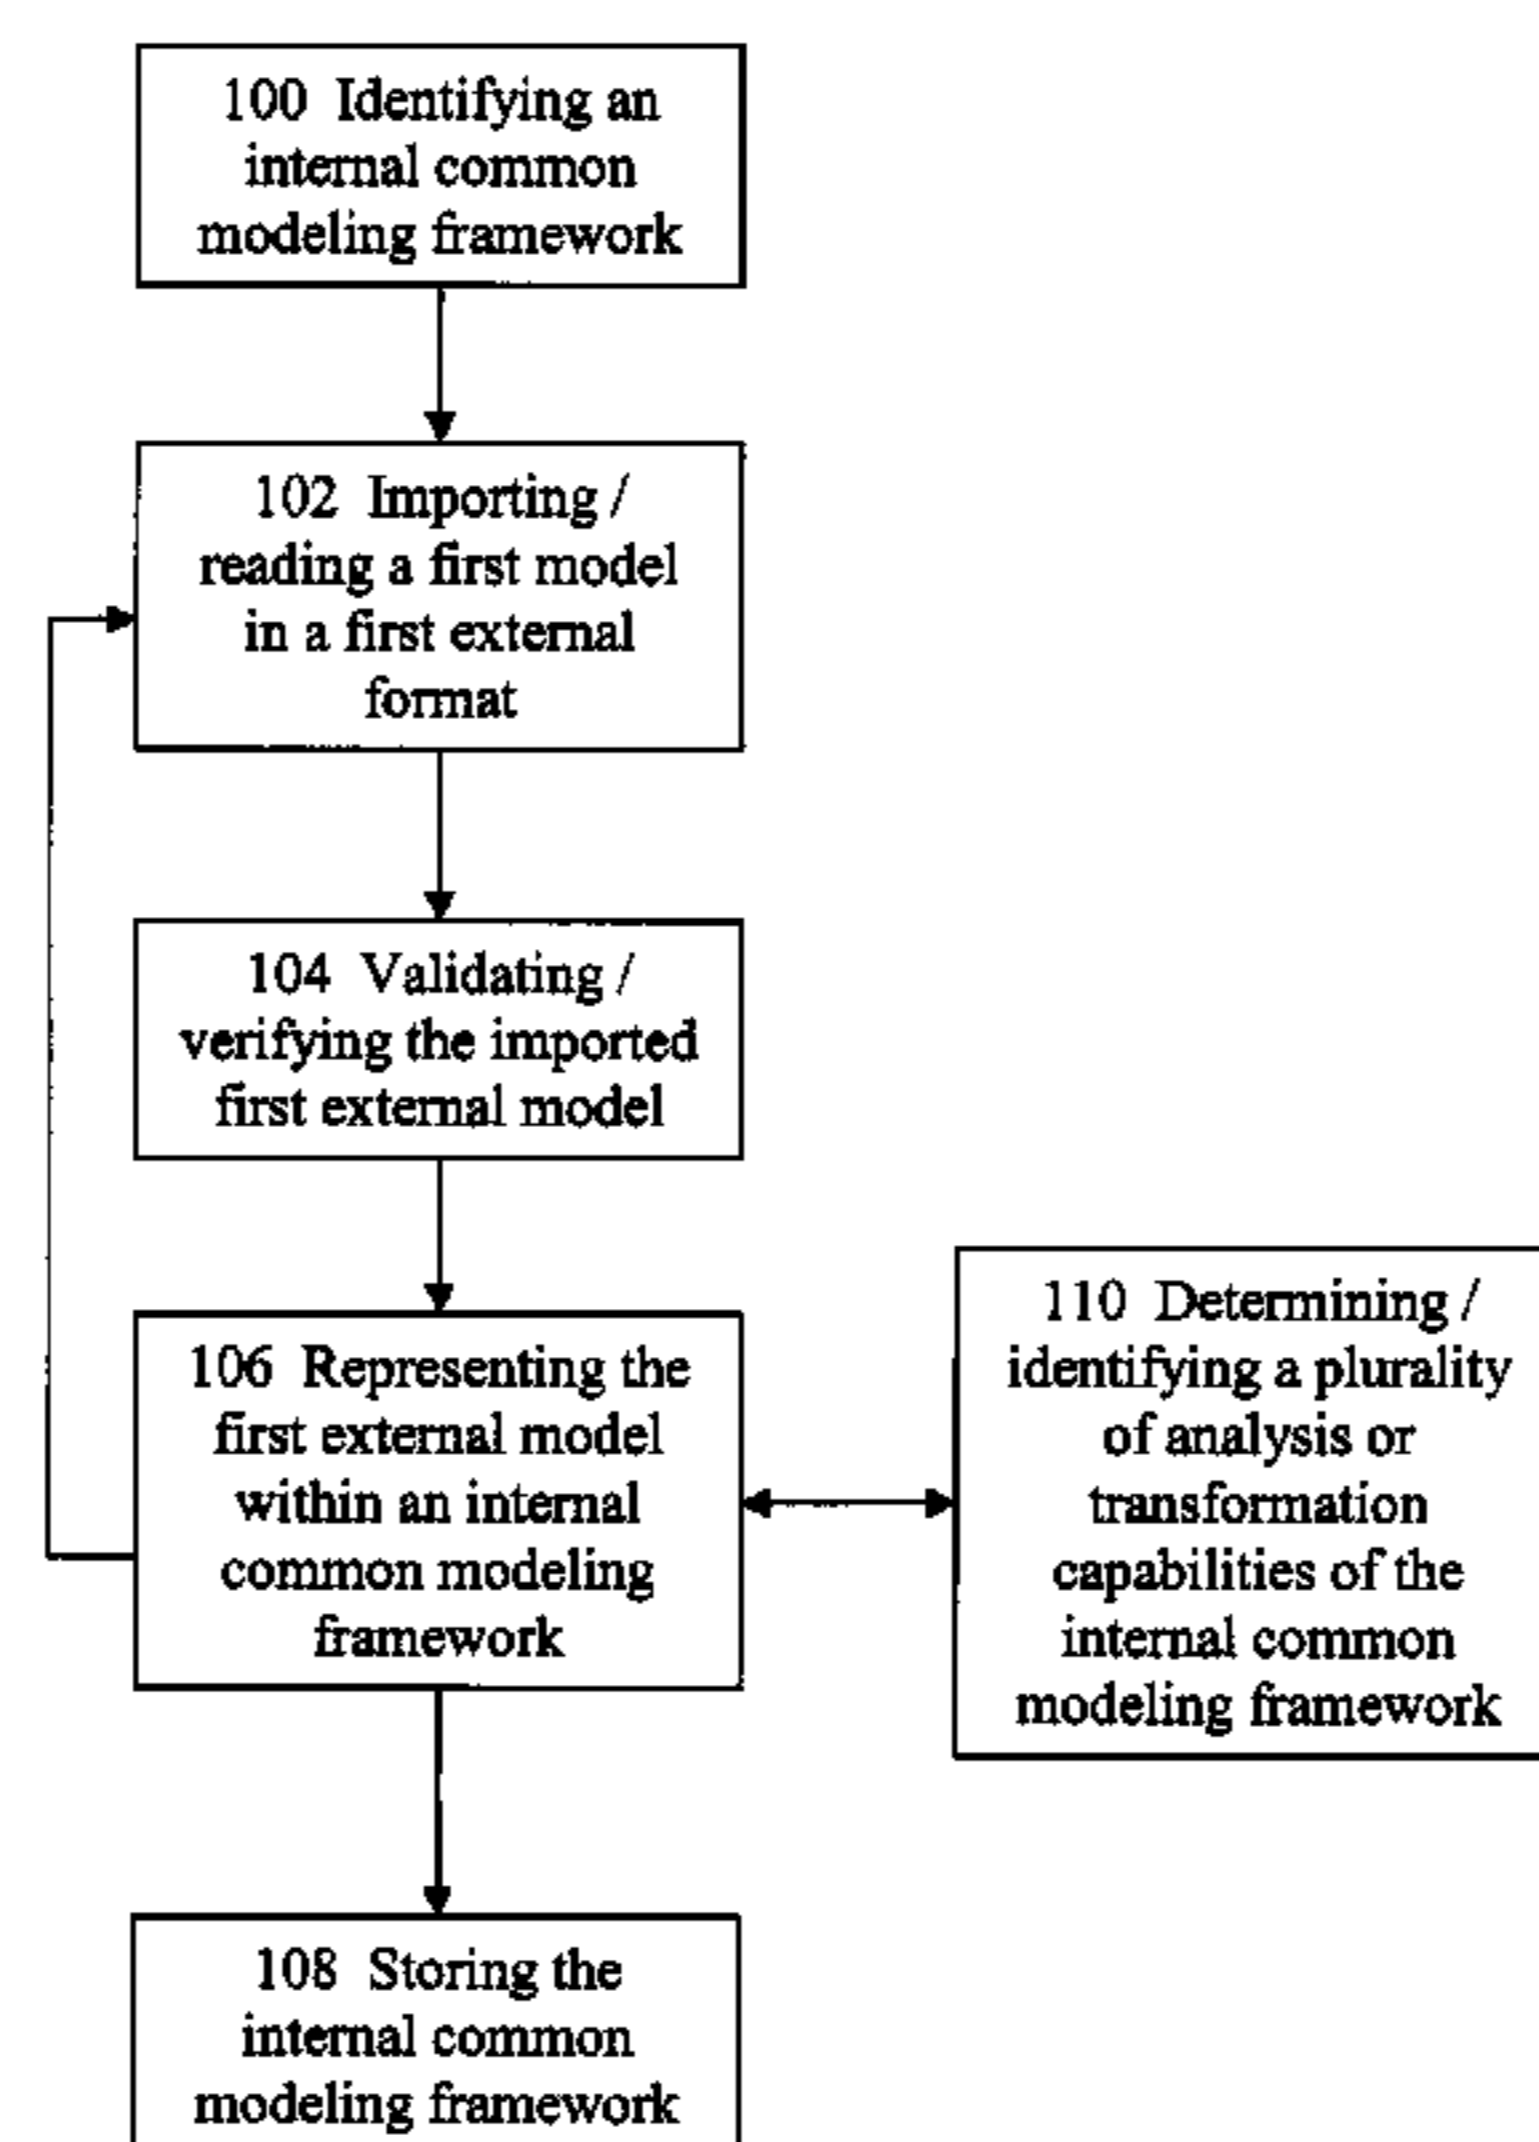 100 Identifying an
internal common
modeling framework
102 Importing /
reading a first model
in a first external
format
104 Validating /
verifying the imported
first external model
106 Representing the
first external model
within an internal
common modeling
framework
110 Determining /
identifying a plurality
of analysis or
transformation
capabilities of the
internal common
modeling framework
108 Storing the
internal common
modeling framework